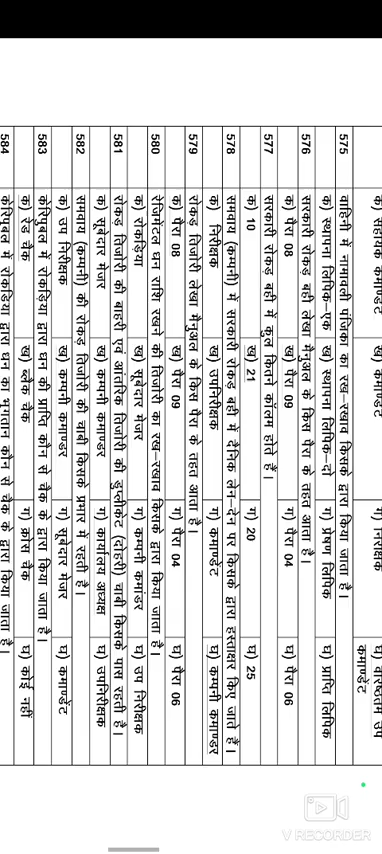 क) सहायक कमाण्डेंट ख) कमाण्डेंट ग) निरीक्षक घ) वरिष्ठतम उप कमाण्डेंट
575 वाहिनी में नामावली पंजिका का रख–रखाव किसके द्वारा किया जाता है।
क) स्थापना लिपिक–एक ख) स्थापना लिपिक–दो ग) प्रेषण लिपिक घ) प्राप्ति लिपिक
576 सरकारी रोकड़ बही लेखा मैनुअल के किस पैरा के तहत आता है।
क) पैरा 08 ख) पैरा 09 ग) पैरा 04 घ) पैरा 06
577 सरकारी रोकड़ बही में कुल कितने कॉलम होते हैं।
क) 10 ख) 21 ग) 20 घ) 25
578 समवाय (कम्पनी) में सरकारी रोकड़ बही में दैनिक लेन–देन पर किसके द्वारा हस्ताक्षर किए जाते हैं।
क) निरीक्षक ख) उपनिरीक्षक ग) कमाण्डेंट घ) कम्पनी कमाण्डर
579 रोकड़ तिजोरी लेखा मैनुअल के किस पैरा के तहत आता है।
क) पैरा 08 ख) पैरा 09 ग) पैरा 04 घ) पैरा 06
580 रेजिमेंटल धन राशि रखने की तिजोरी का रख–रखाव किसके द्वारा किया जाता है।
क) रोकड़िया ख) सूबेदार मेजर ग) कम्पनी कमांडर घ) उप निरीक्षक
581 रोकड़ तिजोरी की बाहरी एवं आंतरिक तिजोरी की डुप्लीकेट (दोहरी) चाबी किसके पास रहती है।
क) सूबेदार मेजर ख) कम्पनी कमाण्डर ग) कार्यालय अध्यक्ष घ) उपनिरीक्षक
582 समवाय (कम्पनी) की रोकड़ तिजोरी की चाबी किसके प्रभार में रहती है।
क) उप निरीक्षक ख) कम्पनी कमाण्डर ग) सूबेदार मेजर घ) कमाण्डेंट
583 केरिपुबल में रोकड़िया द्वारा धन की प्राप्ति कौन से चैक के द्वारा किया जाता है।
क) रेड चैक ख) ब्लैक चैक ग) क्रोस चैक घ) कोई नहीं
584 केरिपुबल में रोकड़िया द्वारा धन का भुगतान कौन से चैक के द्वारा किया जाता है।
V RECORDER